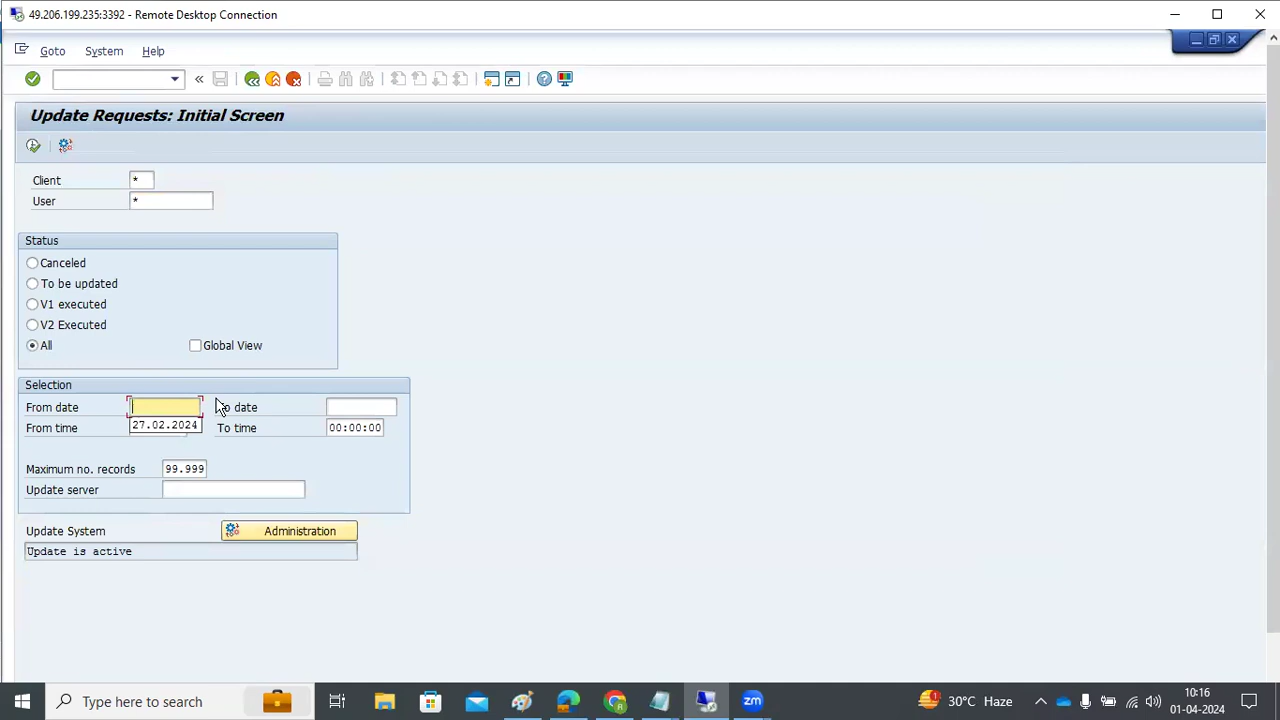 49.206.199.235:3392 - Remote Desktop Connection
Goto System Help
Update Requests: Initial Screen
Client *
User *
Status
Canceled
To be updated
V1 executed
V2 Executed
All Global View
Selection
From date To date
From time 27.02.2024 To time 00:00:00
Maximum no. records 99.999
Update server
Update System Administration
Update is active
Type here to search
30°C Haze
10:16
01-04-2024